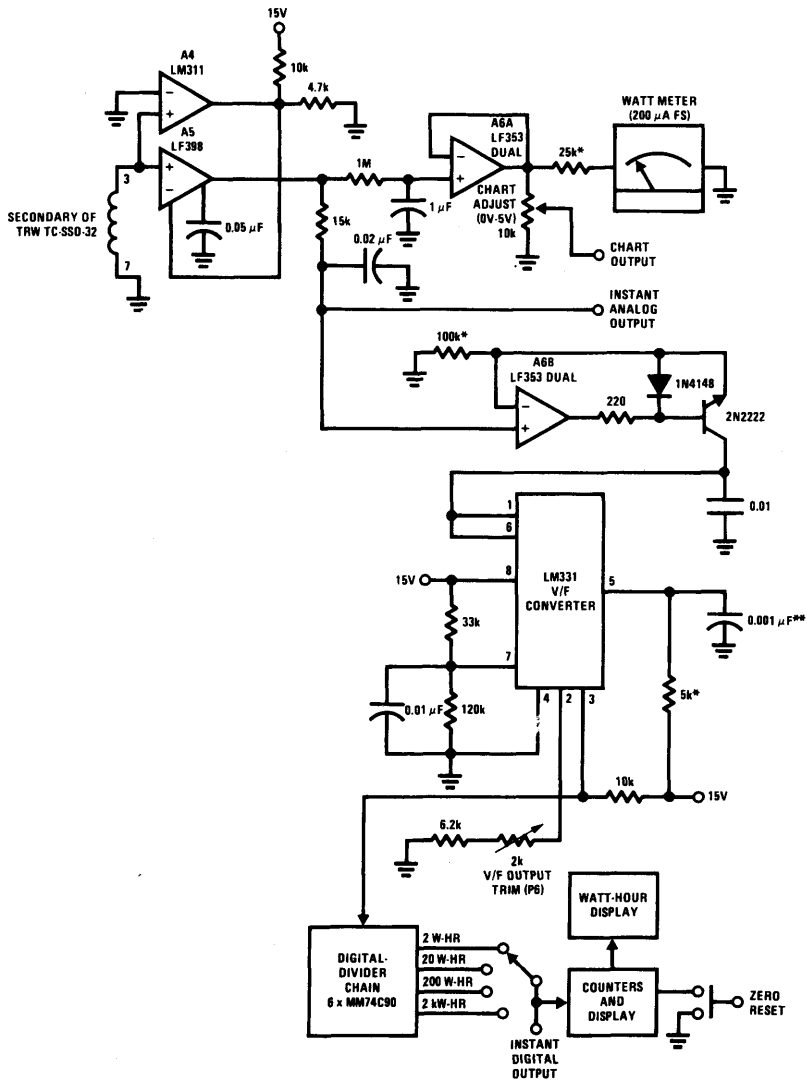 15V
A4
LM311
10k
4.7k
A5
LF398
3
7
SECONDARY OF
TRW TC-SSO-32
0.05 µF
1M
15k
0.02 µF
1 µF
A6A
LF353
DUAL
CHART
ADJUST
(0V-5V)
10k
25k*
WATT METER
(200 µA FS)
CHART
OUTPUT
INSTANT
ANALOG
OUTPUT
100k*
A6B
LF353 DUAL
220
1N4148
2N2222
0.01
1
6
8
7
LM331
V/F
CONVERTER
5
4
2
3
15V
33k
0.01 µF
120k
0.001 µF**
5k*
10k
15V
6.2k
2k
V/F OUTPUT
TRIM (P6)
DIGITAL-
DIVIDER
CHAIN
6 x MM74C90
2 W-HR
20 W-HR
200 W-HR
2 kW-HR
INSTANT
DIGITAL
OUTPUT
WATT-HOUR
DISPLAY
COUNTERS
AND
DISPLAY
ZERO
RESET